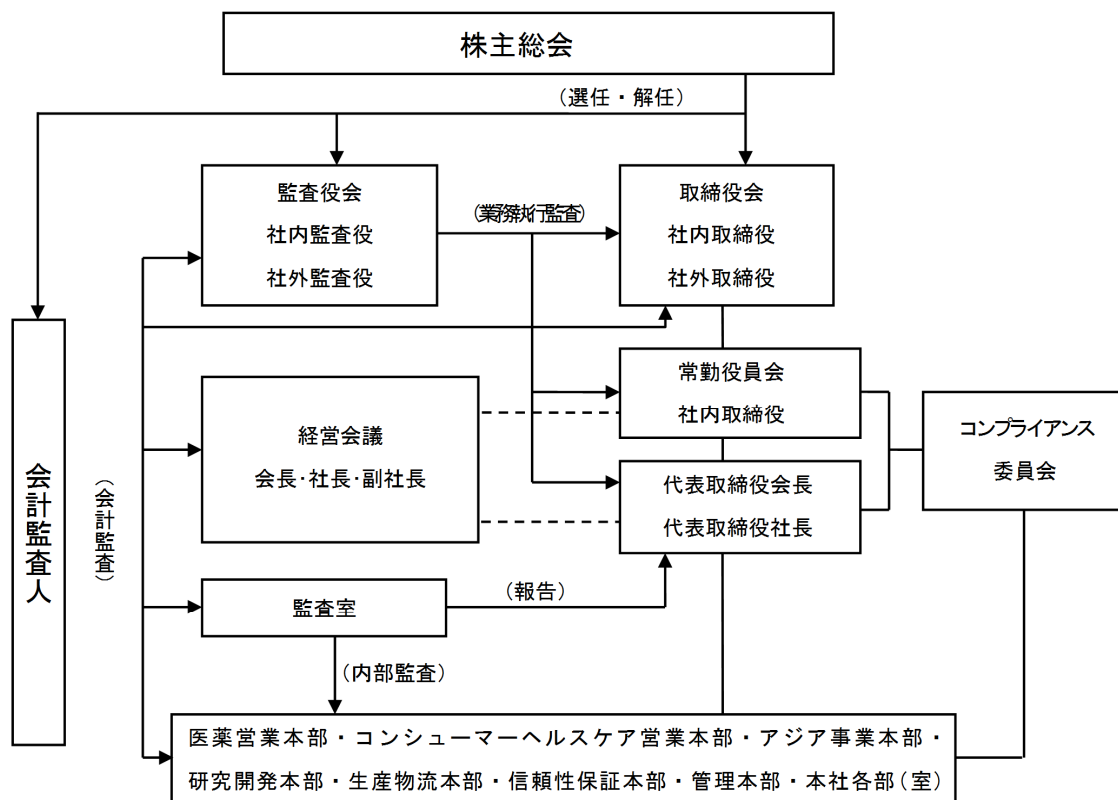 株主総会
（選任・解任）
監査役会
社内監査役
社外監査役
（業務執行監査）
取締役会
社内取締役
社外取締役
常勤役員会
社内取締役
経営会議
会長・社長・副社長
代表取締役会長
代表取締役社長
コンプライアンス
委員会
会計監査人
（会計監査）
監査室
（報告）
（内部監査）
医薬営業本部・コンシューマーヘルスケア営業本部・アジア事業本部・
研究開発本部・生産物流本部・信頼性保証本部・管理本部・本社各部（室）